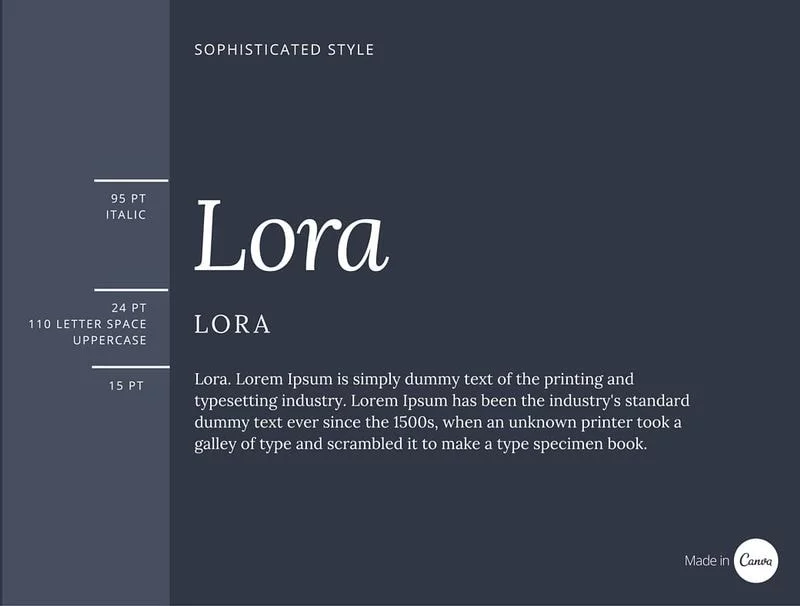 SOPHISTICATED STYLE
95 PT
ITALIC
Lora
24 PT
110 LETTER SPACE
UPPERCASE
LORA
15 PT
Lora. Lorem Ipsum is simply dummy text of the printing and
typesetting industry. Lorem Ipsum has been the industry's standard
dummy text ever since the 1500s, when an unknown printer took a
galley of type and scrambled it to make a type specimen book.
Made in Canva